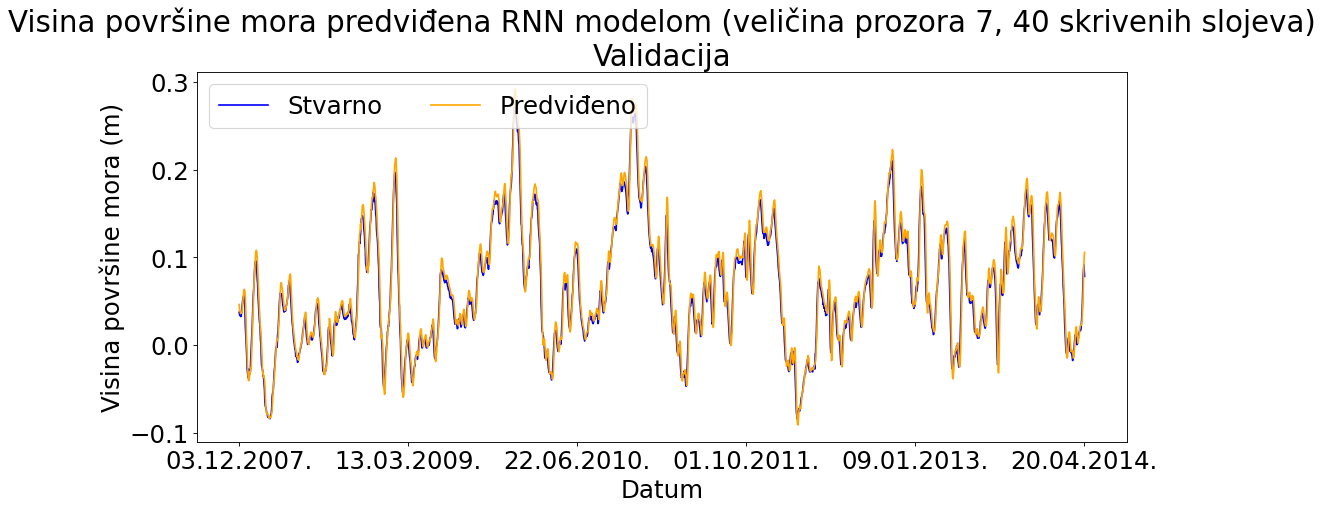 Visina površine mora predviđena RNN modelom (veličina prozora 7, 40 skrivenih slojeva)
Validacija
Stvarno
Predviđeno
Visina površine mora (m)
0.3
0.2
0.1
0.0
−0.1
03.12.2007.
13.03.2009.
22.06.2010.
01.10.2011.
09.01.2013.
20.04.2014.
Datum